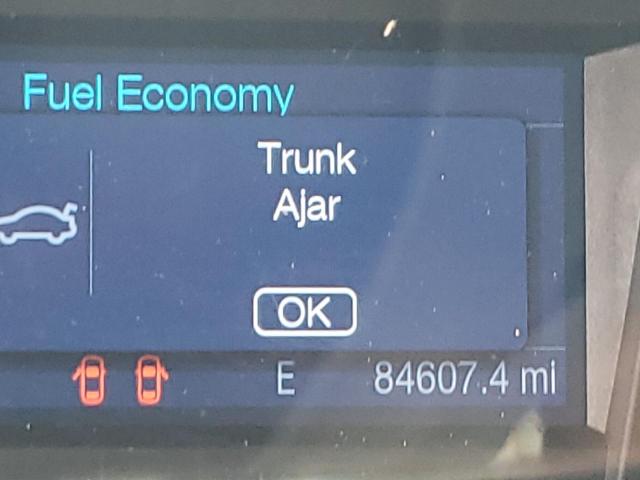 Fuel Economy
Trunk
Ajar
OK
E 84607.4 mi